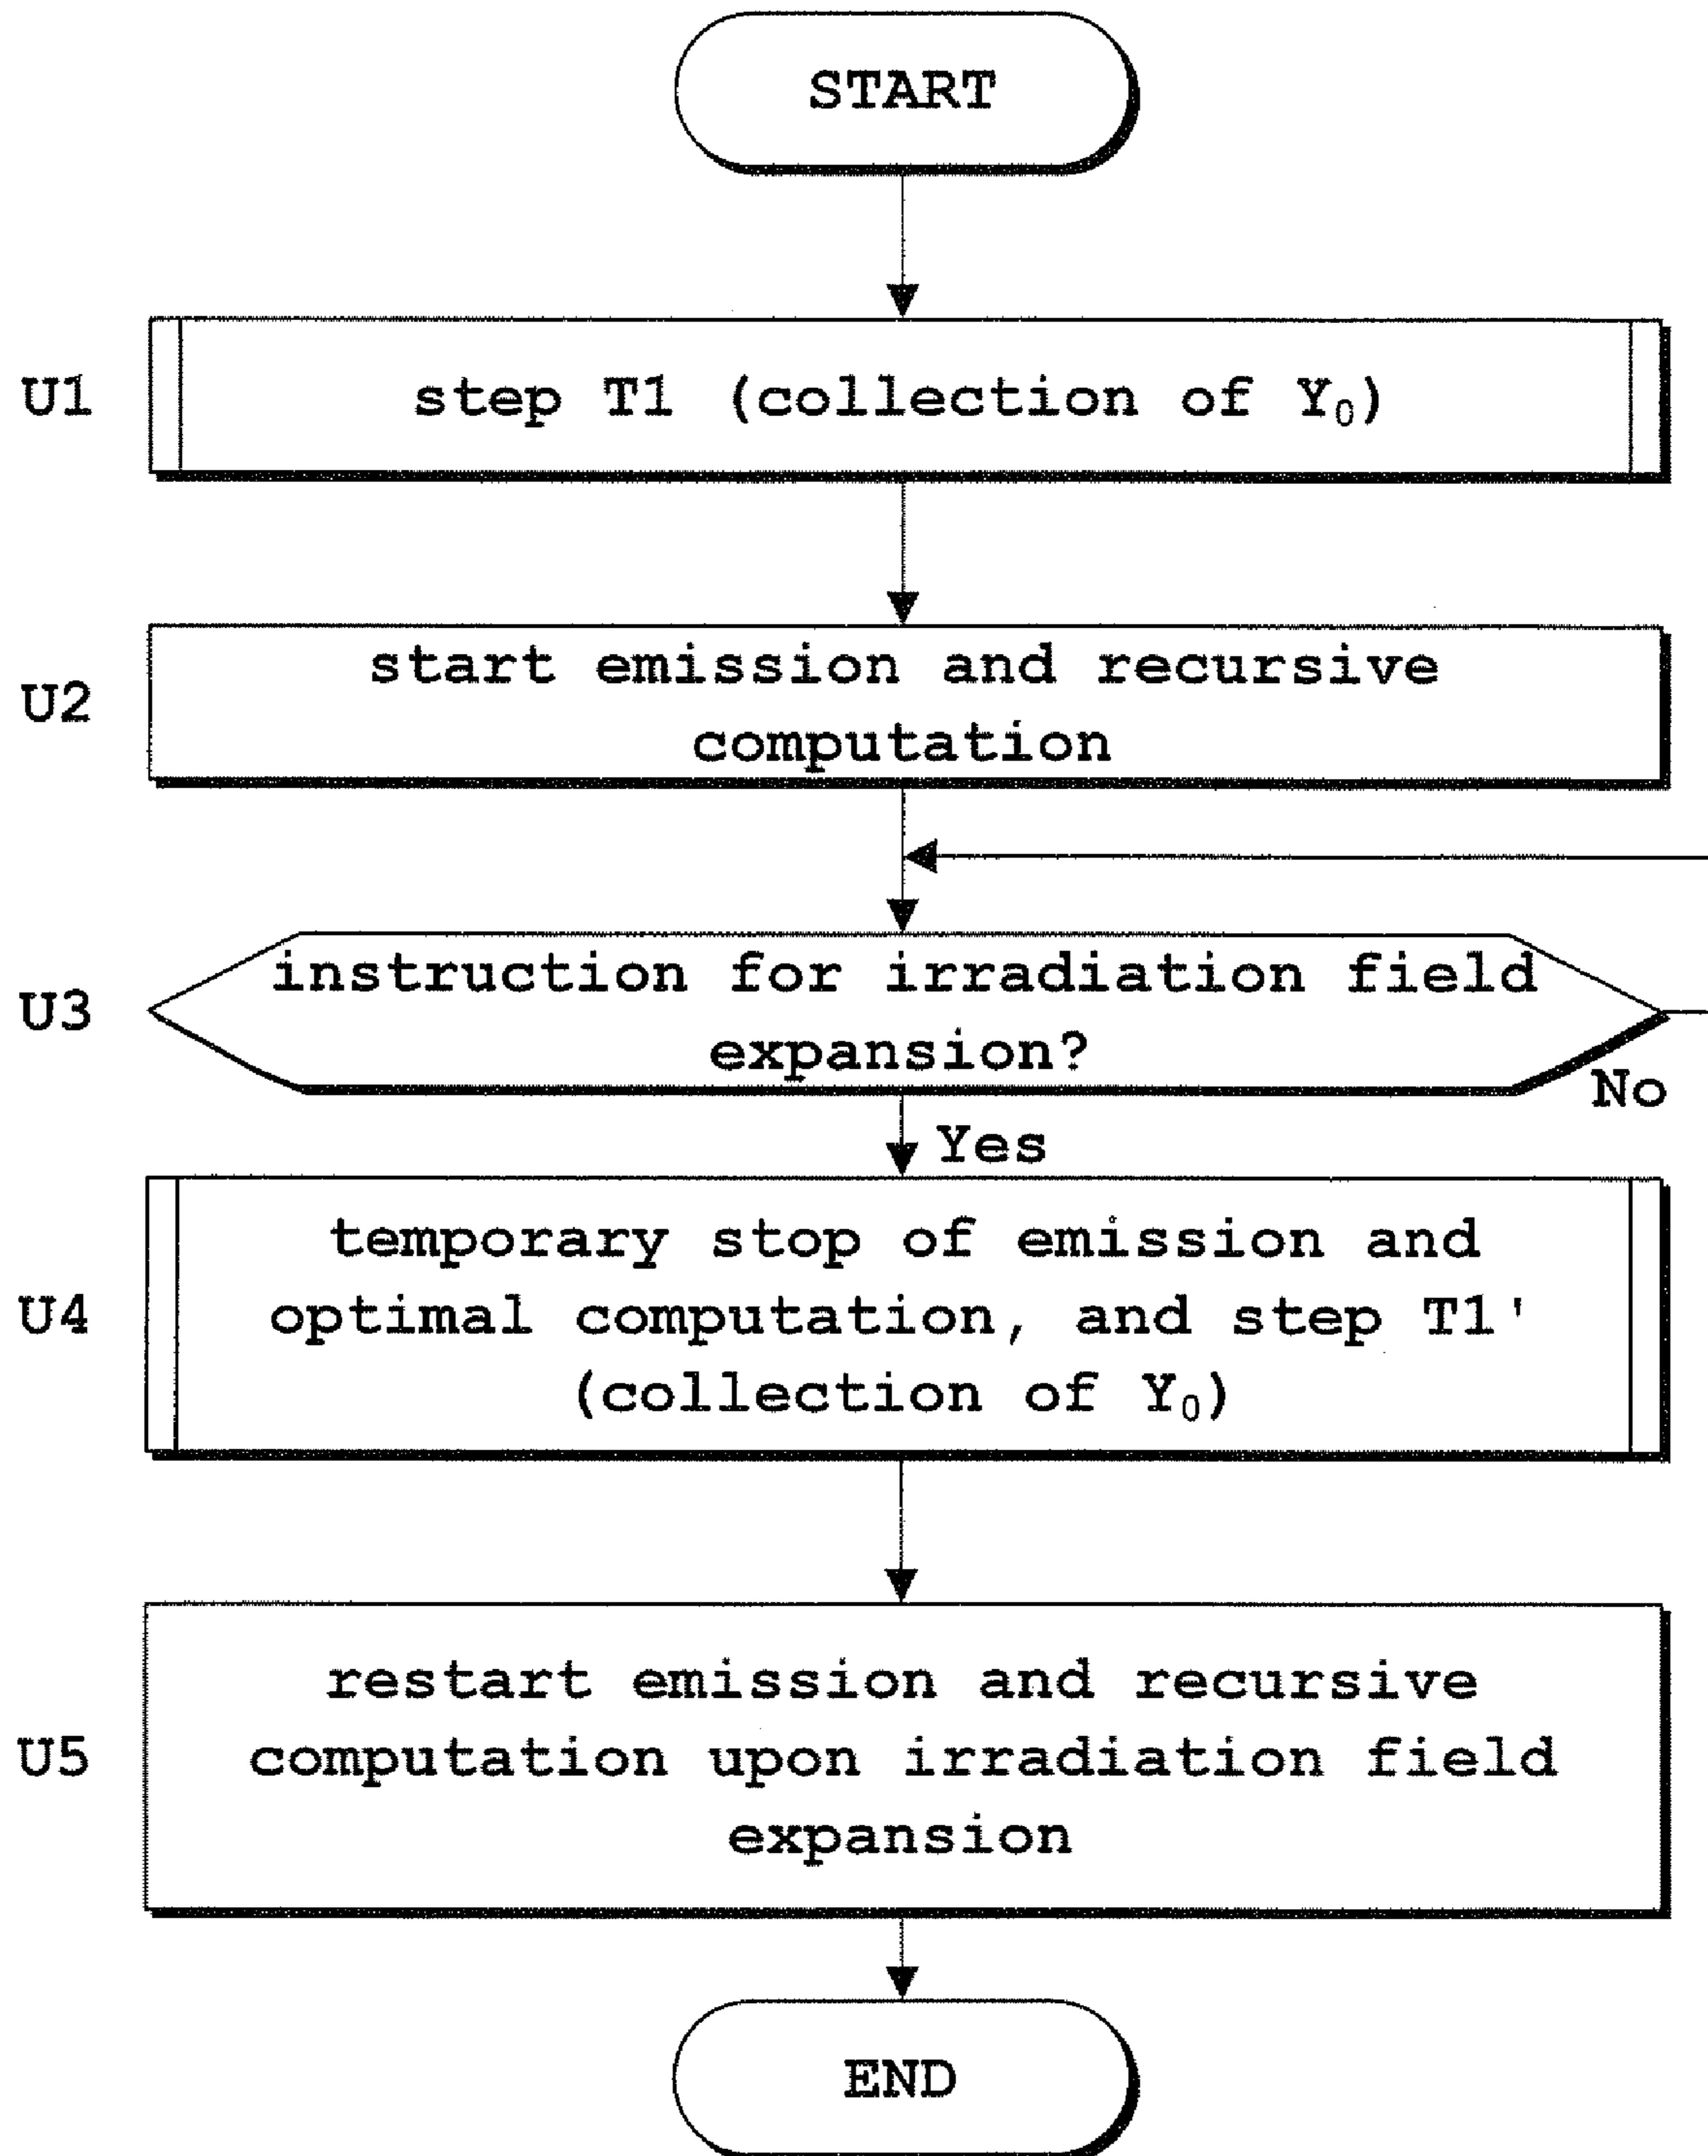 START
U1
step T1 (collection of Y₀)
U2
start emission and recursive
computation
U3
instruction for irradiation field
expansion?
No
Yes
U4
temporary stop of emission and
optimal computation, and step T1'
(collection of Y₀)
U5
restart emission and recursive
computation upon irradiation field
expansion
END